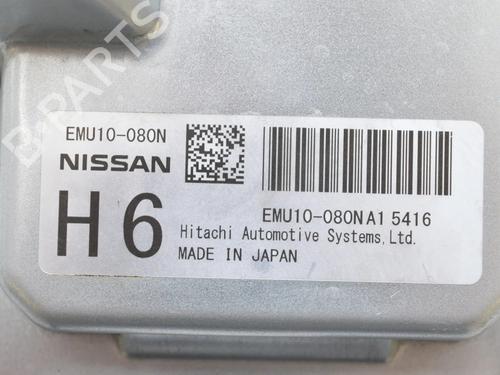 B-PARTS
EMU10-080N
NISSAN
H6
EMU10-080NA1 5416
Hitachi Automotive Systems,Ltd.
MADE IN JAPAN